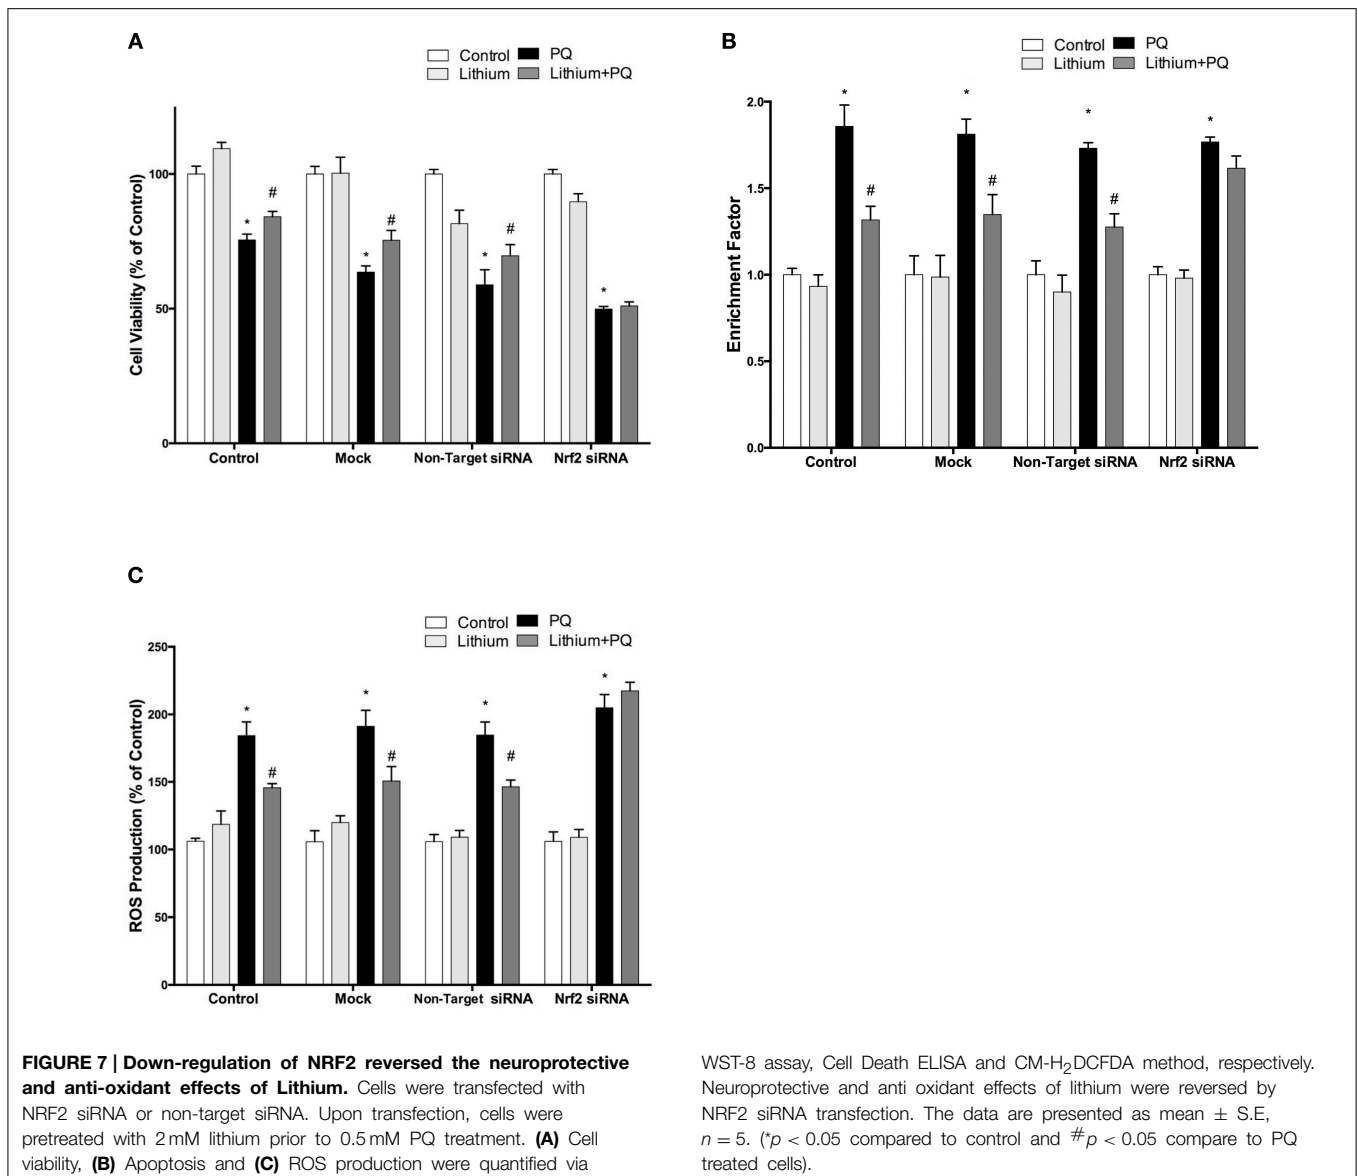 A
Control PQ
Lithium Lithium+PQ
Cell Viability (% of Control)
100
50
0
*
#
*
#
*
#
*
Control Mock Non-Target siRNA Nrf2 siRNA
B
Control PQ
Lithium Lithium+PQ
Enrichment Factor
2.0
1.5
1.0
0.5
0.0
*
#
*
#
*
#
*
Control Mock Non-Target siRNA Nrf2 siRNA
C
Control PQ
Lithium Lithium+PQ
ROS Production (% of Control)
250
200
150
100
50
0
*
#
*
#
*
#
*
Control Mock Non-Target siRNA Nrf2 siRNA
FIGURE 7 | Down-regulation of NRF2 reversed the neuroprotective
and anti-oxidant effects of Lithium. Cells were transfected with
NRF2 siRNA or non-target siRNA. Upon transfection, cells were
pretreated with 2 mM lithium prior to 0.5 mM PQ treatment. (A) Cell
viability, (B) Apoptosis and (C) ROS production were quantified via
WST-8 assay, Cell Death ELISA and CM-H2DCFDA method, respectively.
Neuroprotective and anti oxidant effects of lithium were reversed by
NRF2 siRNA transfection. The data are presented as mean ± S.E,
n = 5. (*p < 0.05 compared to control and #p < 0.05 compare to PQ
treated cells).